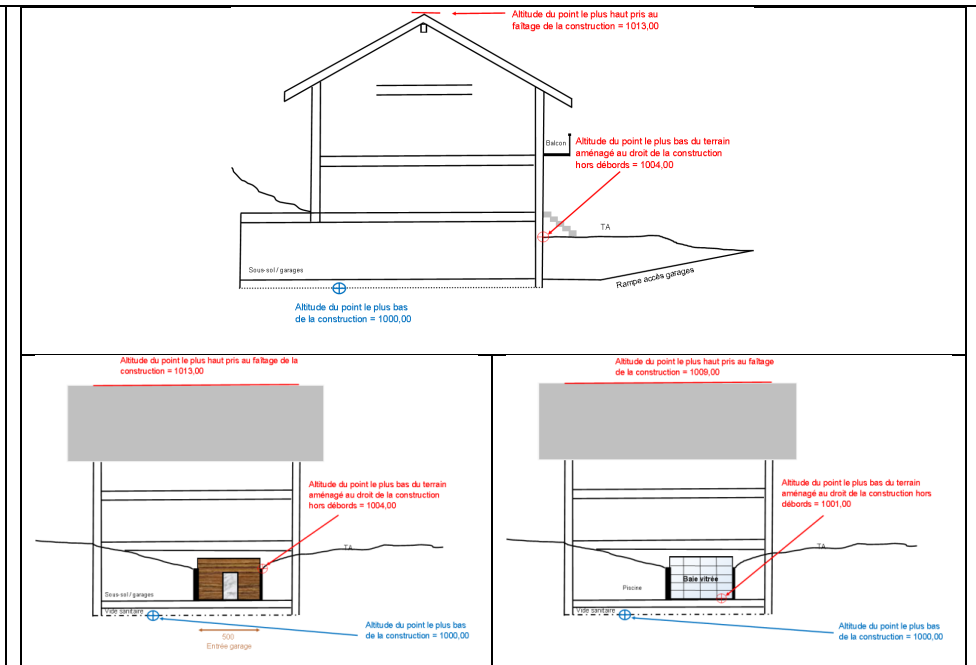 Altitude du point le plus haut pris au
faîtage de la construction = 1013,00
Balcon
Altitude du point le plus bas du terrain
aménagé au droit de la construction
hors débords = 1004,00
TA
Sous-sol / garages
Rampe accès garages
Altitude du point le plus bas
de la construction = 1000,00
Altitude du point le plus haut pris au faîtage de la
construction = 1013,00
Altitude du point le plus bas du terrain
aménagé au droit de la construction
hors débords = 1004,00
TA
Sous-sol / garages
Vide sanitaire
500
Entrée garage
Altitude du point le plus bas
de la construction = 1000,00
Altitude du point le plus haut pris au faîtage
de la construction = 1009,00
Altitude du point le plus bas du terrain
aménagé au droit de la construction hors
débords = 1001,00
TA
Baie vitrée
Piscine
Vide sanitaire
Altitude du point le plus bas
de la construction = 1000,00